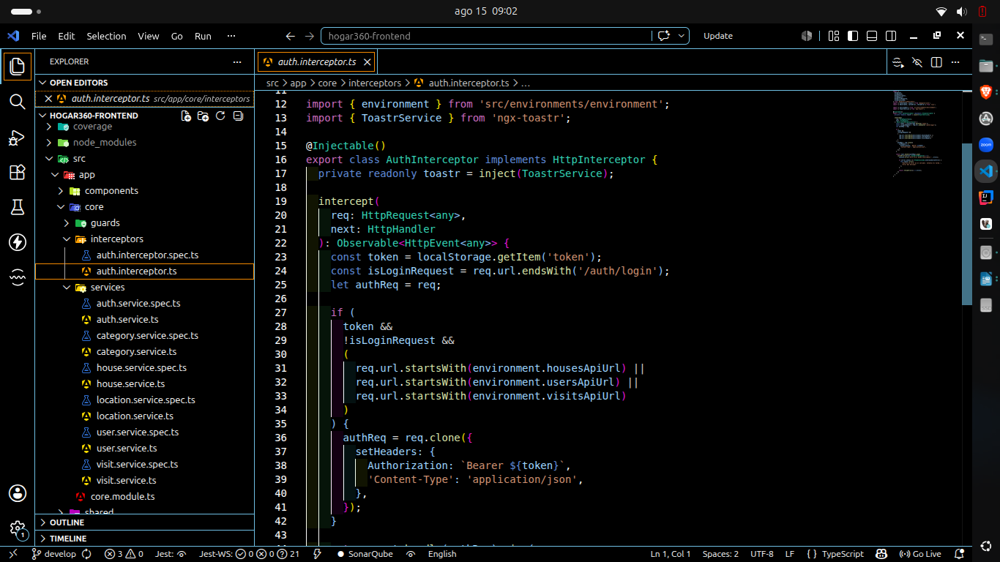 ago 15 09:02
File Edit Selection View Go Run ··· hogar360-frontend Update
EXPLORER ···
OPEN EDITORS
auth.interceptor.ts src/app/core/interceptors
HOGAR360-FRONTEND
coverage
node_modules
src
app
components
core
guards
interceptors
auth.interceptor.spec.ts
auth.interceptor.ts
services
auth.service.spec.ts
auth.service.ts
category.service.spec.ts
category.service.ts
house.service.spec.ts
house.service.ts
location.service.spec.ts
location.service.ts
user.service.spec.ts
user.service.ts
visit.service.spec.ts
visit.service.ts
core.module.ts
shared
OUTLINE
TIMELINE
auth.interceptor.ts
src > app > core > interceptors > auth.interceptor.ts > ...
11
12 import { environment } from 'src/environments/environment';
13 import { ToastrService } from 'ngx-toastr';
14
15 @Injectable()
16 export class AuthInterceptor implements HttpInterceptor {
17 private readonly toastr = inject(ToastrService);
18
19 intercept(
20 req: HttpRequest<any>,
21 next: HttpHandler
22 ): Observable<HttpEvent<any>> {
23 const token = localStorage.getItem('token');
24 const isLoginRequest = req.url.endsWith('/auth/login');
25 let authReq = req;
26
27 if (
28 token &&
29 !isLoginRequest &&
30 (
31 req.url.startsWith(environment.housesApiUrl) ||
32 req.url.startsWith(environment.usersApiUrl) ||
33 req.url.startsWith(environment.visitsApiUrl)
34 )
35 ) {
36 authReq = req.clone({
37 setHeaders: {
38 Authorization: `Bearer ${token}`,
39 'Content-Type': 'application/json',
40 },
41 });
42 }
43
1
zoom
develop 3 0 Jest: Jest-WS: 0 0 21 SonarQube English Ln 1, Col 1 Spaces: 2 UTF-8 LF { } TypeScript Go Live